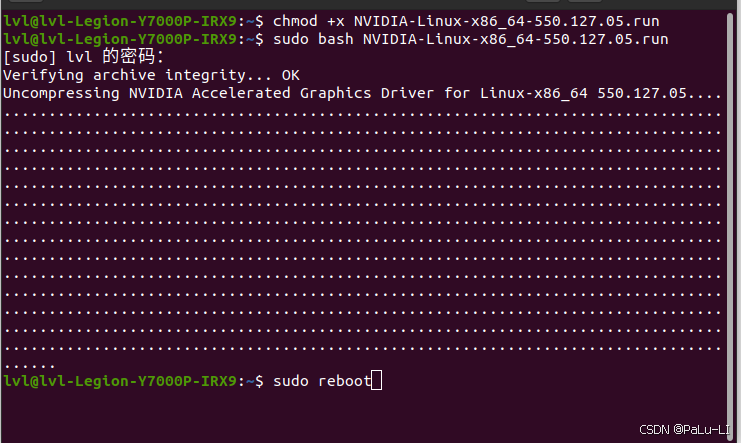 lvl@lvl-Legion-Y7000P-IRX9:~$ chmod +x NVIDIA-Linux-x86_64-550.127.05.run
lvl@lvl-Legion-Y7000P-IRX9:~$ sudo bash NVIDIA-Linux-x86_64-550.127.05.run
[sudo] lvl 的密码：
Verifying archive integrity... OK
Uncompressing NVIDIA Accelerated Graphics Driver for Linux-x86_64 550.127.05....
................................................................................
................................................................................
................................................................................
................................................................................
................................................................................
................................................................................
................................................................................
................................................................................
................................................................................
................................................................................
................................................................................
................................................................................
................................................................................
................................................................................
......
lvl@lvl-Legion-Y7000P-IRX9:~$ sudo reboot
CSDN @PaLu-LI